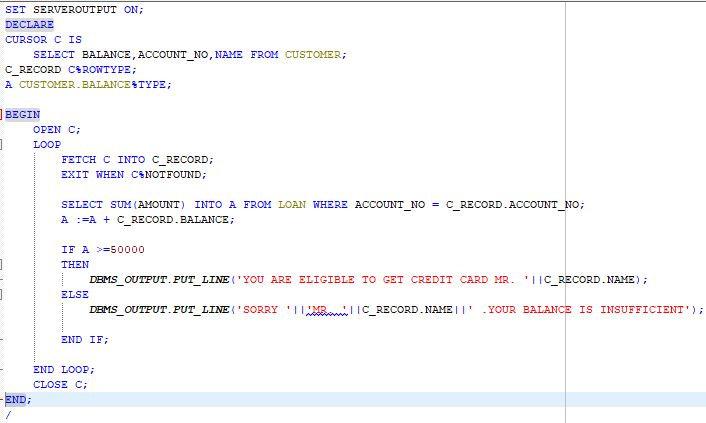 SET SERVEROUTPUT ON;
DECLARE
CURSOR C IS
    SELECT BALANCE,ACCOUNT_NO,NAME FROM CUSTOMER;
C_RECORD C%ROWTYPE;
A CUSTOMER.BALANCE%TYPE;

BEGIN
    OPEN C;
    LOOP
        FETCH C INTO C_RECORD;
        EXIT WHEN C%NOTFOUND;

        SELECT SUM(AMOUNT) INTO A FROM LOAN WHERE ACCOUNT_NO = C_RECORD.ACCOUNT_NO;
        A :=A + C_RECORD.BALANCE;

        IF A >=50000
        THEN
            DBMS_OUTPUT.PUT_LINE('YOU ARE ELIGIBLE TO GET CREDIT CARD MR. '||C_RECORD.NAME);
        ELSE
            DBMS_OUTPUT.PUT_LINE('SORRY '||'MR. '||C_RECORD.NAME||' .YOUR BALANCE IS INSUFFICIENT');

        END IF;

    END LOOP;
    CLOSE C;
END;
/